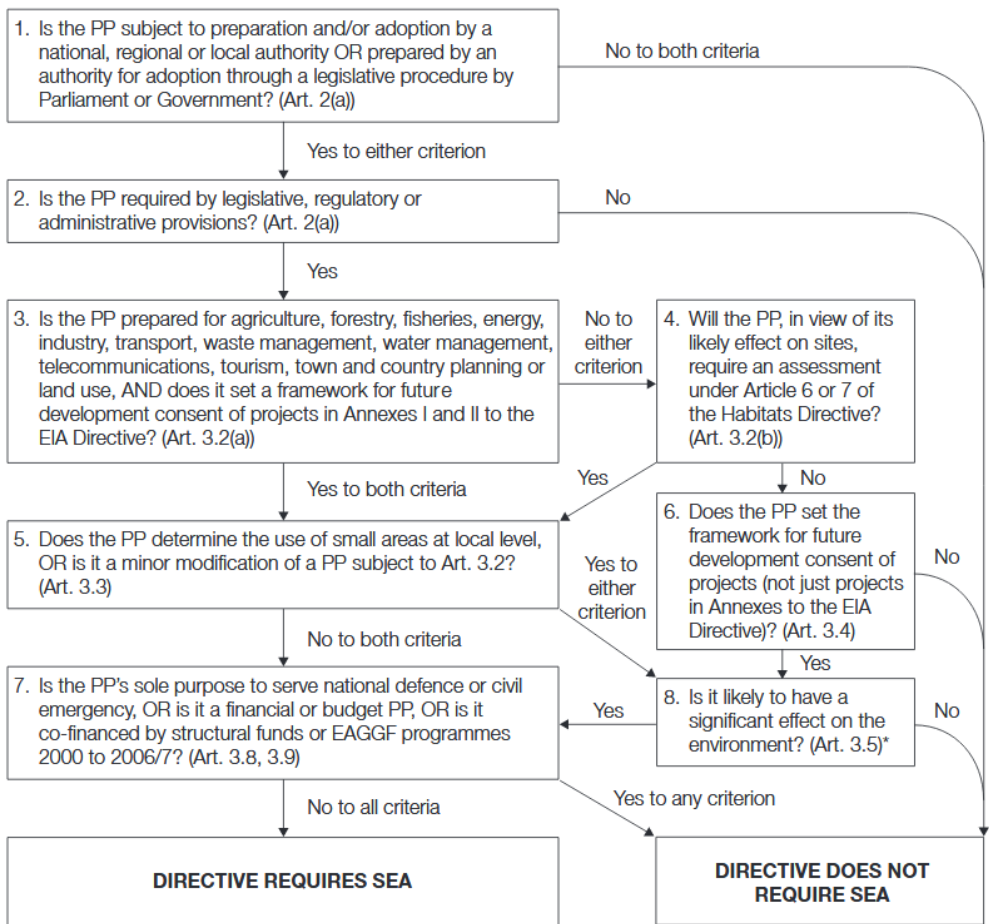 1. Is the PP subject to preparation and/or adoption by a
national, regional or local authority OR prepared by an
authority for adoption through a legislative procedure by
Parliament or Government? (Art. 2(a))
No to both criteria
Yes to either criterion
2. Is the PP required by legislative, regulatory or
administrative provisions? (Art. 2(a))
No
Yes
3. Is the PP prepared for agriculture, forestry, fisheries, energy,
industry, transport, waste management, water management,
telecommunications, tourism, town and country planning or
land use, AND does it set a framework for future
development consent of projects in Annexes I and II to the
EIA Directive? (Art. 3.2(a))
No to
either
criterion
4. Will the PP, in view of its
likely effect on sites,
require an assessment
under Article 6 or 7 of
the Habitats Directive?
(Art. 3.2(b))
Yes to both criteria
Yes
No
5. Does the PP determine the use of small areas at local level,
OR is it a minor modification of a PP subject to Art. 3.2?
(Art. 3.3)
Yes to
either
criterion
6. Does the PP set the
framework for future
development consent of
projects (not just projects
in Annexes to the EIA
Directive)? (Art. 3.4)
No
No to both criteria
Yes
7. Is the PP's sole purpose to serve national defence or civil
emergency, OR is it a financial or budget PP, OR is it
co-financed by structural funds or EAGGF programmes
2000 to 2006/7? (Art. 3.8, 3.9)
Yes
8. Is it likely to have a
significant effect on the
environment? (Art. 3.5)*
No
No to all criteria
Yes to any criterion
DIRECTIVE REQUIRES SEA
DIRECTIVE DOES NOT
REQUIRE SEA